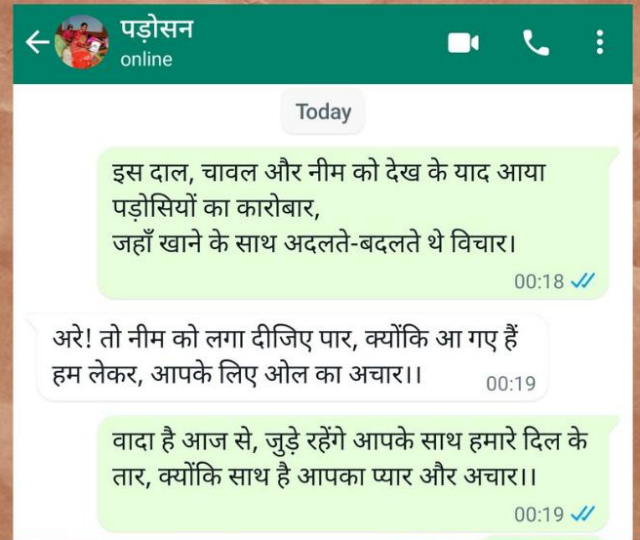 पड़ोसन
online
Today
इस दाल, चावल और नीम को देख के याद आया
पड़ोसियों का कारोबार,
जहाँ खाने के साथ अदलते-बदलते थे विचार।
00:18
अरे! तो नीम को लगा दीजिए पार, क्योंकि आ गए हैं
हम लेकर, आपके लिए ओल का अचार।।
00:19
वादा है आज से, जुड़े रहेंगे आपके साथ हमारे दिल के
तार, क्योंकि साथ है आपका प्यार और अचार।।
00:19